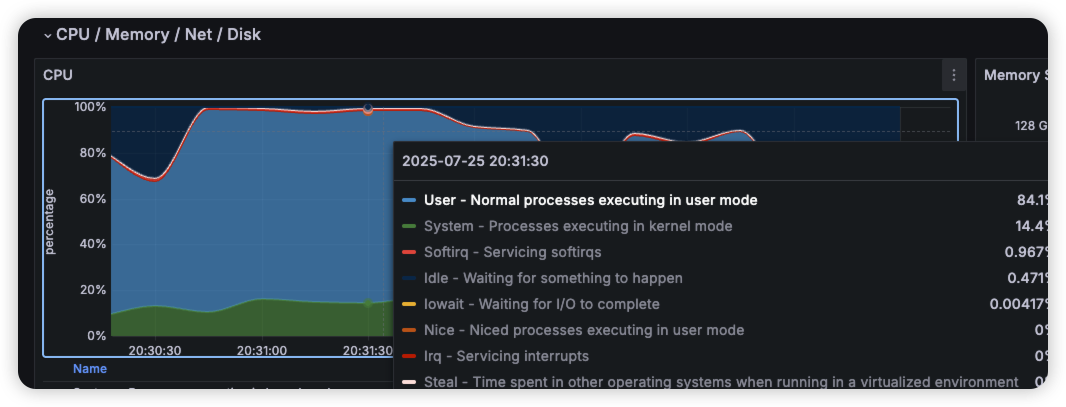 CPU / Memory / Net / Disk
CPU
Memory S
100%
80%
60%
40%
20%
0%
percentage
128 G
20:30:30 20:31:00 20:31:30
2025-07-25 20:31:30
User - Normal processes executing in user mode 84.1%
System - Processes executing in kernel mode 14.4%
Softirq - Servicing softirqs 0.967%
Idle - Waiting for something to happen 0.471%
Iowait - Waiting for I/O to complete 0.00417%
Nice - Niced processes executing in user mode 0%
Irq - Servicing interrupts 0%
Steal - Time spent in other operating systems when running in a virtualized environment
Name